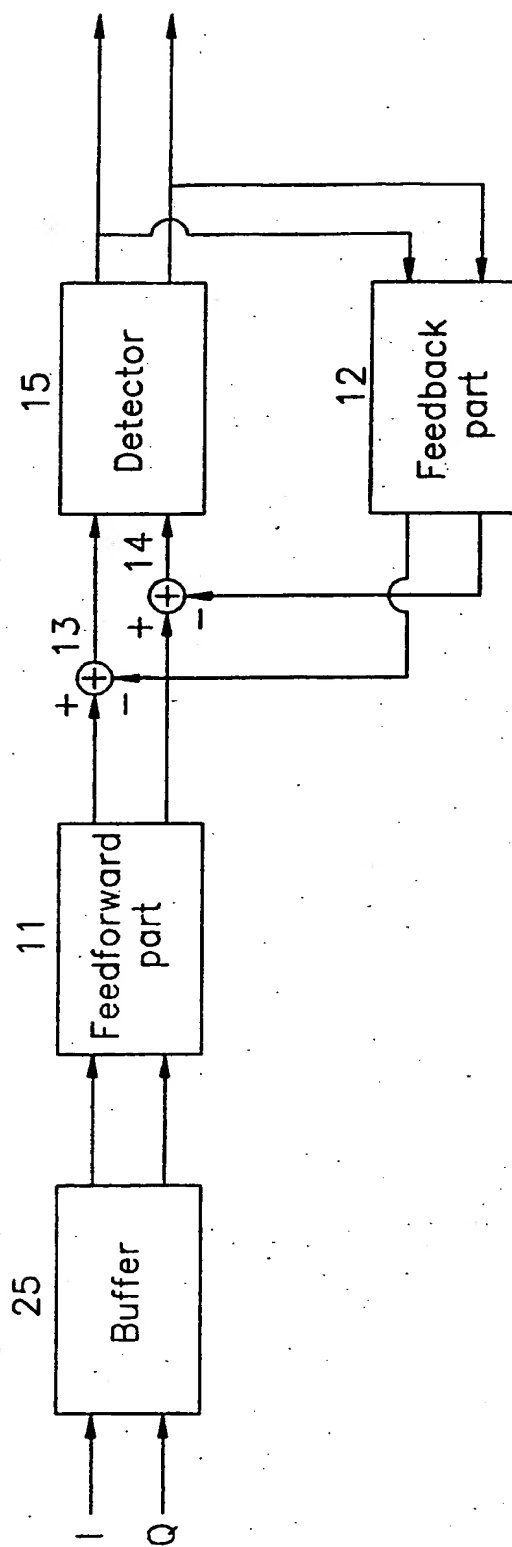 I
Q
25
Buffer
11
Feedforward
part
+
13
−
+
14
−
15
Detector
12
Feedback
part